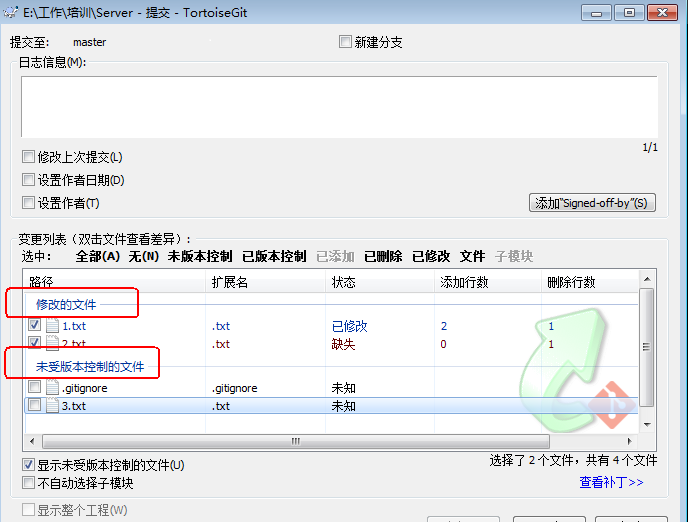 E:\工作\培训\Server - 提交 - TortoiseGit
提交至: master 新建分支
日志信息(M):
1/1
修改上次提交(L)
设置作者日期(D)
设置作者(T) 添加"Signed-off-by"(S)
变更列表（双击文件查看差异）:
选中: 全部(A) 无(N) 未版本控制 已版本控制 已添加 已删除 已修改 文件 子模块
路径 扩展名 状态 添加行数 删除行数
修改的文件
1.txt .txt 已修改 2 1
2.txt .txt 缺失 0 1
未受版本控制的文件
.gitignore .gitignore 未知
3.txt .txt 未知
显示未受版本控制的文件(U) 选择了 2 个文件，共有 4 个文件
不自动选择子模块 查看补丁>>
显示整个工程(W)